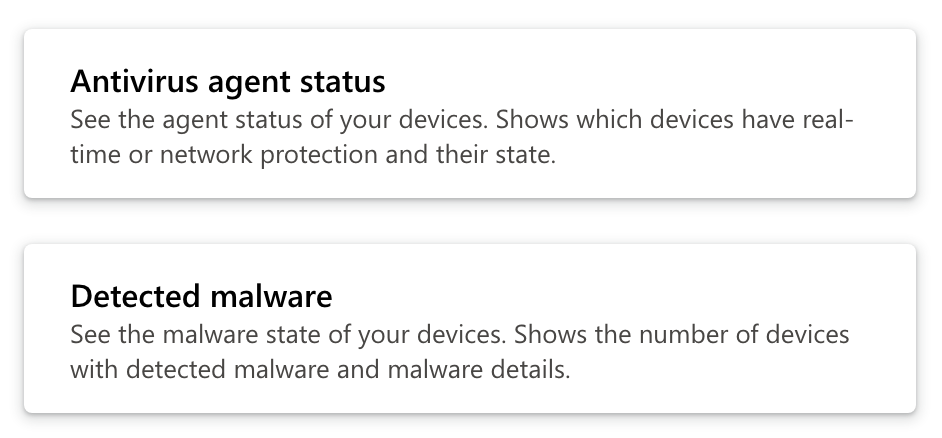 Antivirus agent status
See the agent status of your devices. Shows which devices have real-
time or network protection and their state.
Detected malware
See the malware state of your devices. Shows the number of devices
with detected malware and malware details.